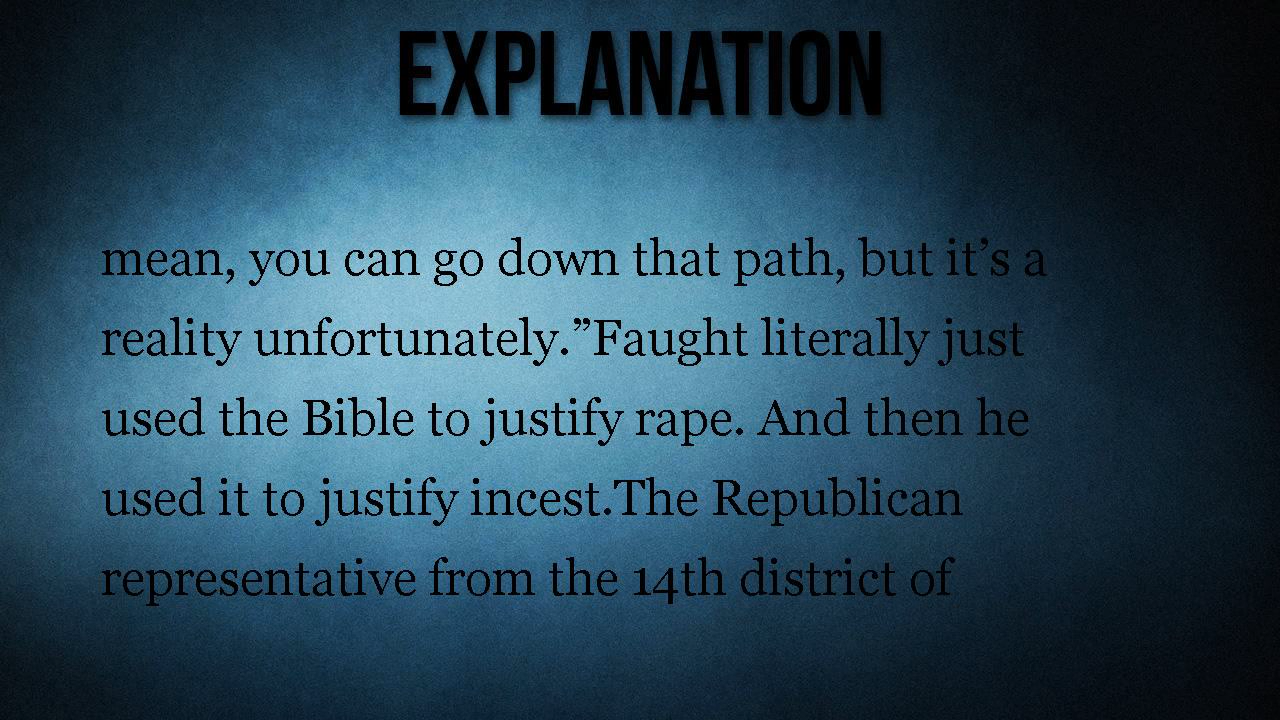 EXPLANATION
mean, you can go down that path, but it’s a
reality unfortunately.”Faught literally just
used the Bible to justify rape. And then he
used it to justify incest.The Republican
representative from the 14th district of